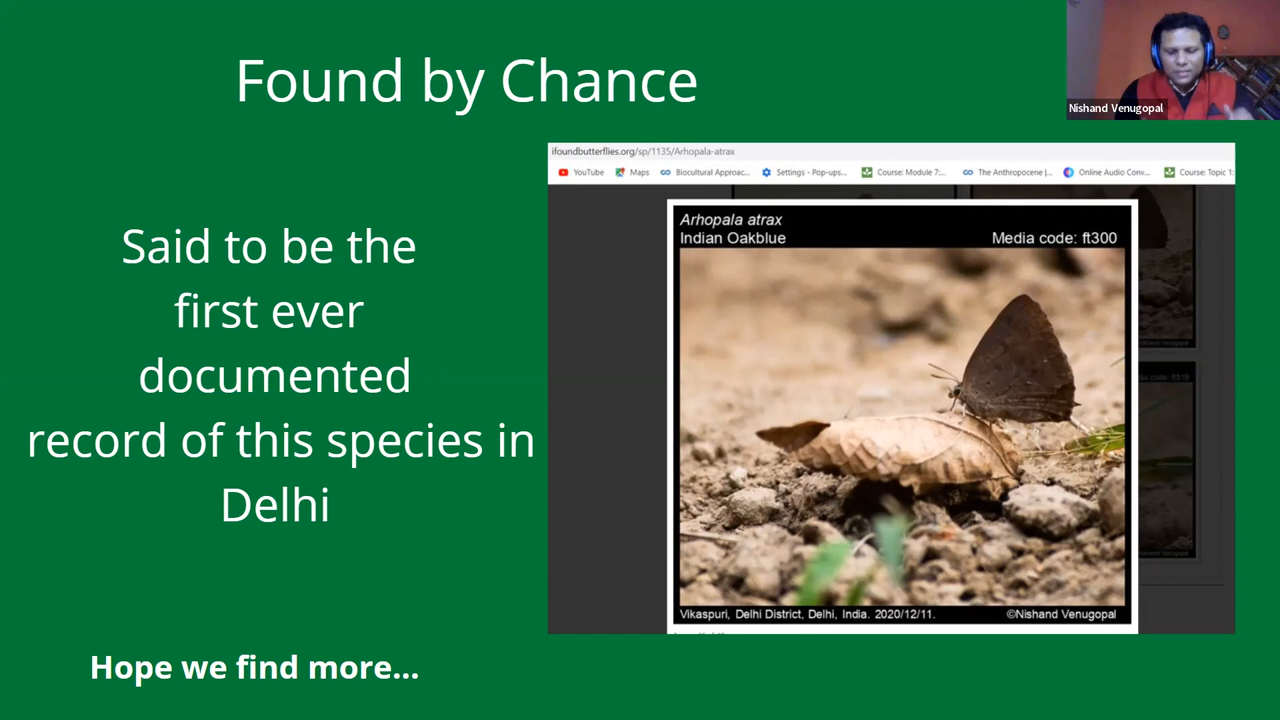 Found by Chance
Nishand Venugopal
ifoundbutterflies.org/sp/1135/Arhopala-atrax
YouTube Maps Biocultural Approac... Settings - Pop-ups... Course: Module 7:... The Anthropocene |... Online Audio Conv... Course: Topic 1:
Arhopala atrax
Indian Oakblue Media code: ft300
Said to be the
first ever
documented
record of this species in
Delhi
Vikaspuri, Delhi District, Delhi, India. 2020/12/11. ©Nishand Venugopal
Hope we find more...